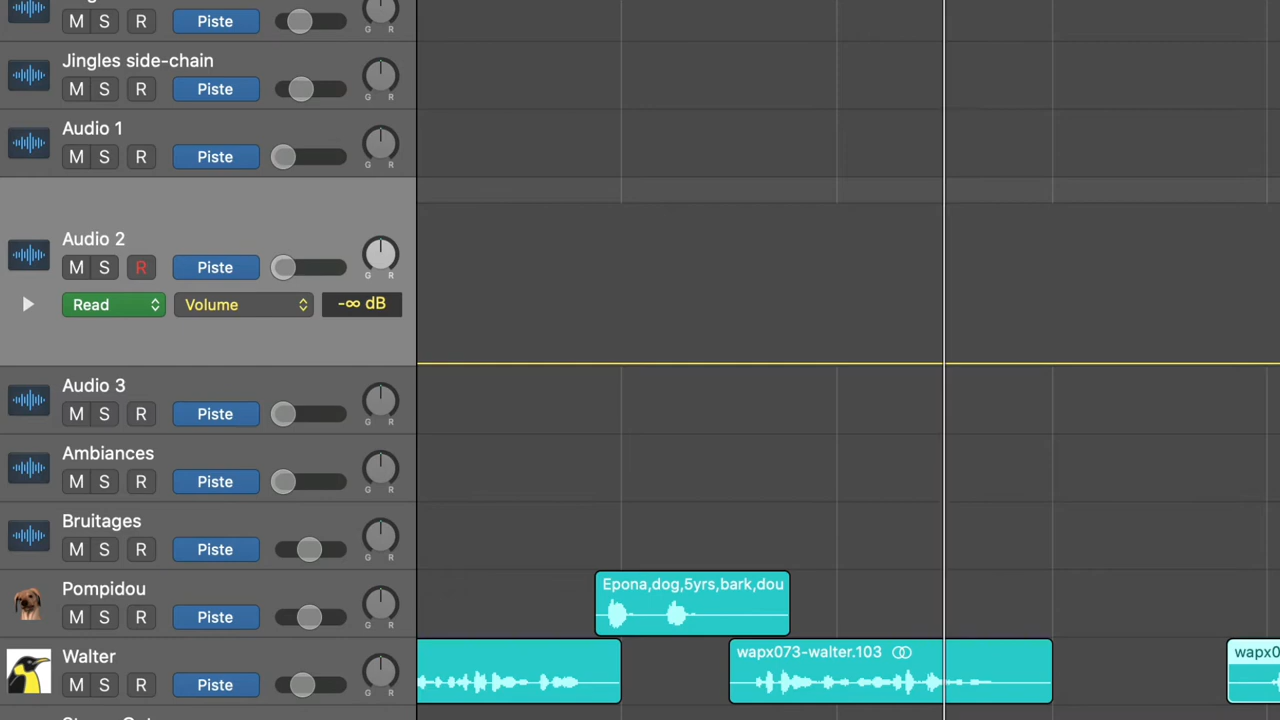 M S R Piste
Jingles side-chain
M S R Piste
G R
Audio 1
M S R Piste
G R
Audio 2
M S R Piste
G R
Read Volume -∞ dB
Audio 3
M S R Piste
G R
Ambiances
M S R Piste
G R
Bruitages
M S R Piste
G R
Pompidou
Epona,dog,5yrs,bark,dou
M S R Piste
G R
Walter
wapx073-walter.103
wapx0
M S R Piste
G R